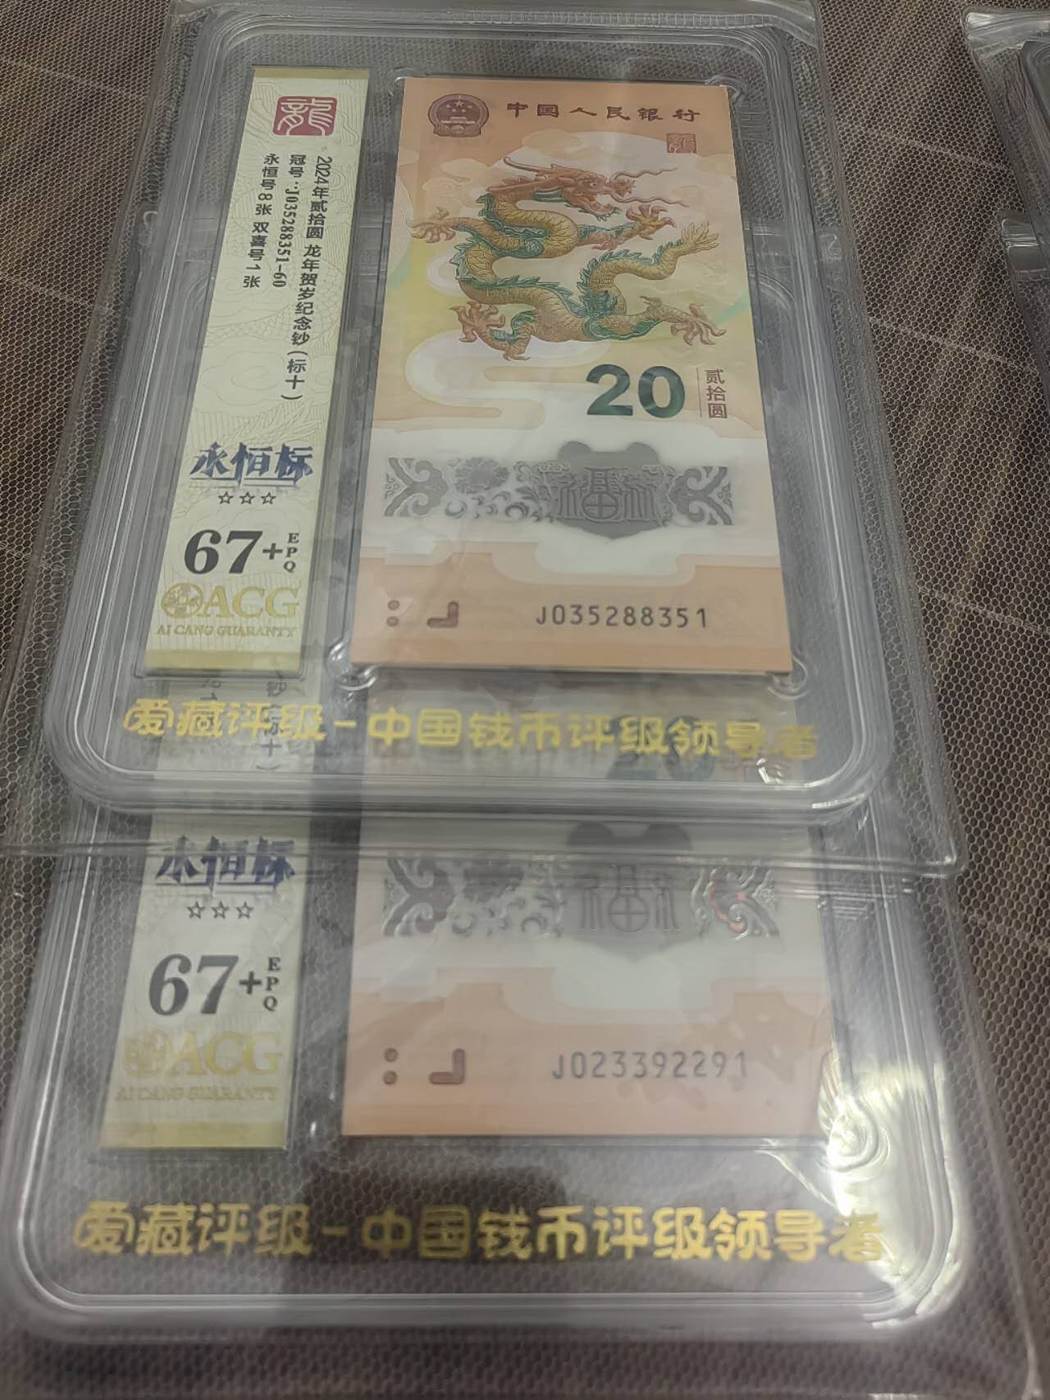 龍
2024年贰拾圆 龙年贺岁纪念钞(标十)
冠号:J035288351-60
永恒号8张 双喜号1张
永恒标
☆☆☆
67+EPQ
ACG
AI CANG GUARANTY
中国人民银行
20
贰拾圆
福
J035288351
爱藏评级-中国钱币评级领导者
永恒标
☆☆☆
67+EPQ
ACG
AI CANG GUARANTY
福
J023392291
爱藏评级-中国钱币评级领导者